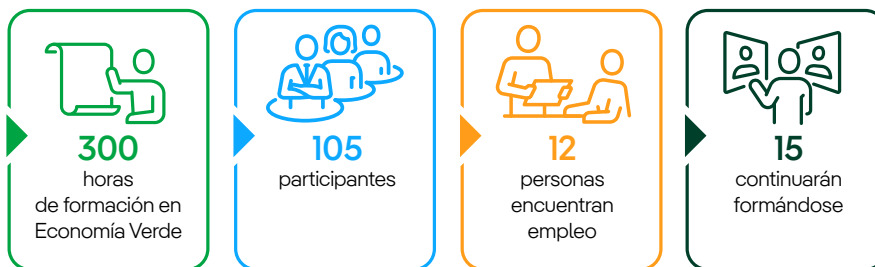 300
horas
de formación en
Economía Verde
105
participantes
12
personas
encuentran
empleo
15
continuarán
formándose